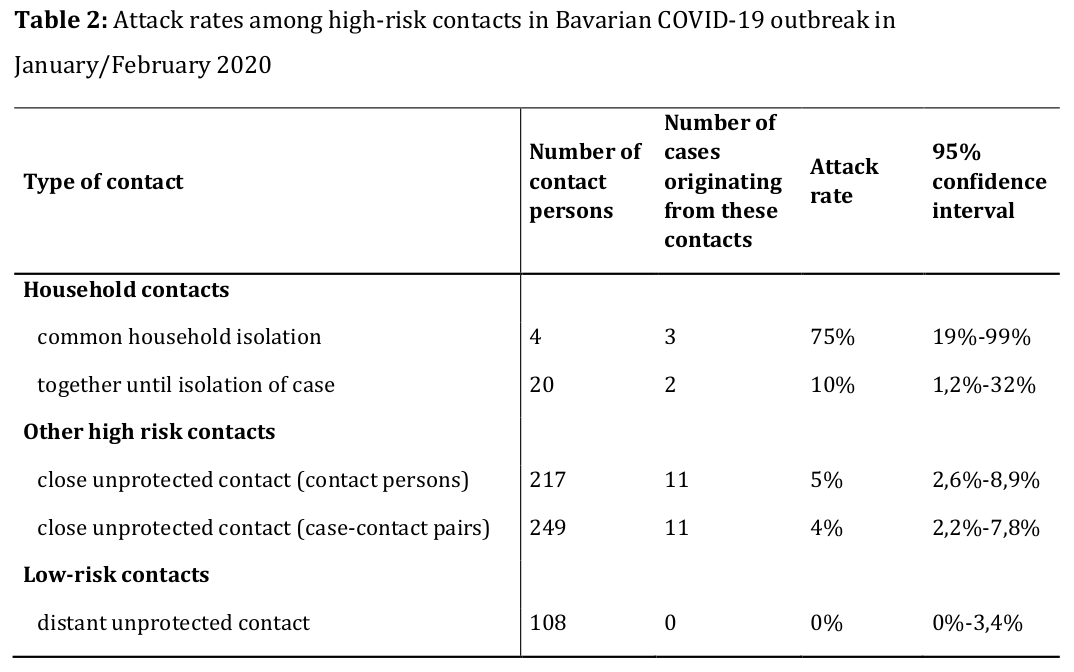 Table 2: Attack rates among high-risk contacts in Bavarian COVID-19 outbreak in
January/February 2020
Type of contact
Number of
contact
persons
Number of
cases
originating
from these
contacts
Attack
rate
95%
confidence
interval
Household contacts
common household isolation 4 3 75% 19%-99%
together until isolation of case 20 2 10% 1,2%-32%
Other high risk contacts
close unprotected contact (contact persons) 217 11 5% 2,6%-8,9%
close unprotected contact (case-contact pairs) 249 11 4% 2,2%-7,8%
Low-risk contacts
distant unprotected contact 108 0 0% 0%-3,4%